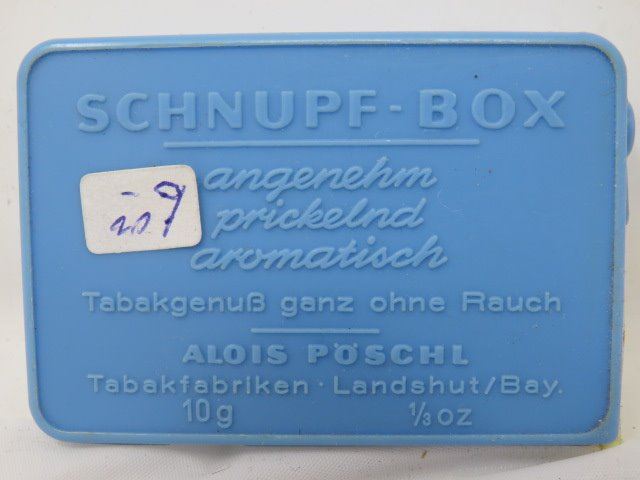 SCHNUPF-BOX
angenehm
prickelnd
aromatisch
Tabakgenuß ganz ohne Rauch
ALOIS PÖSCHL
Tabakfabriken · Landshut/Bay.
10g ⅓ oz